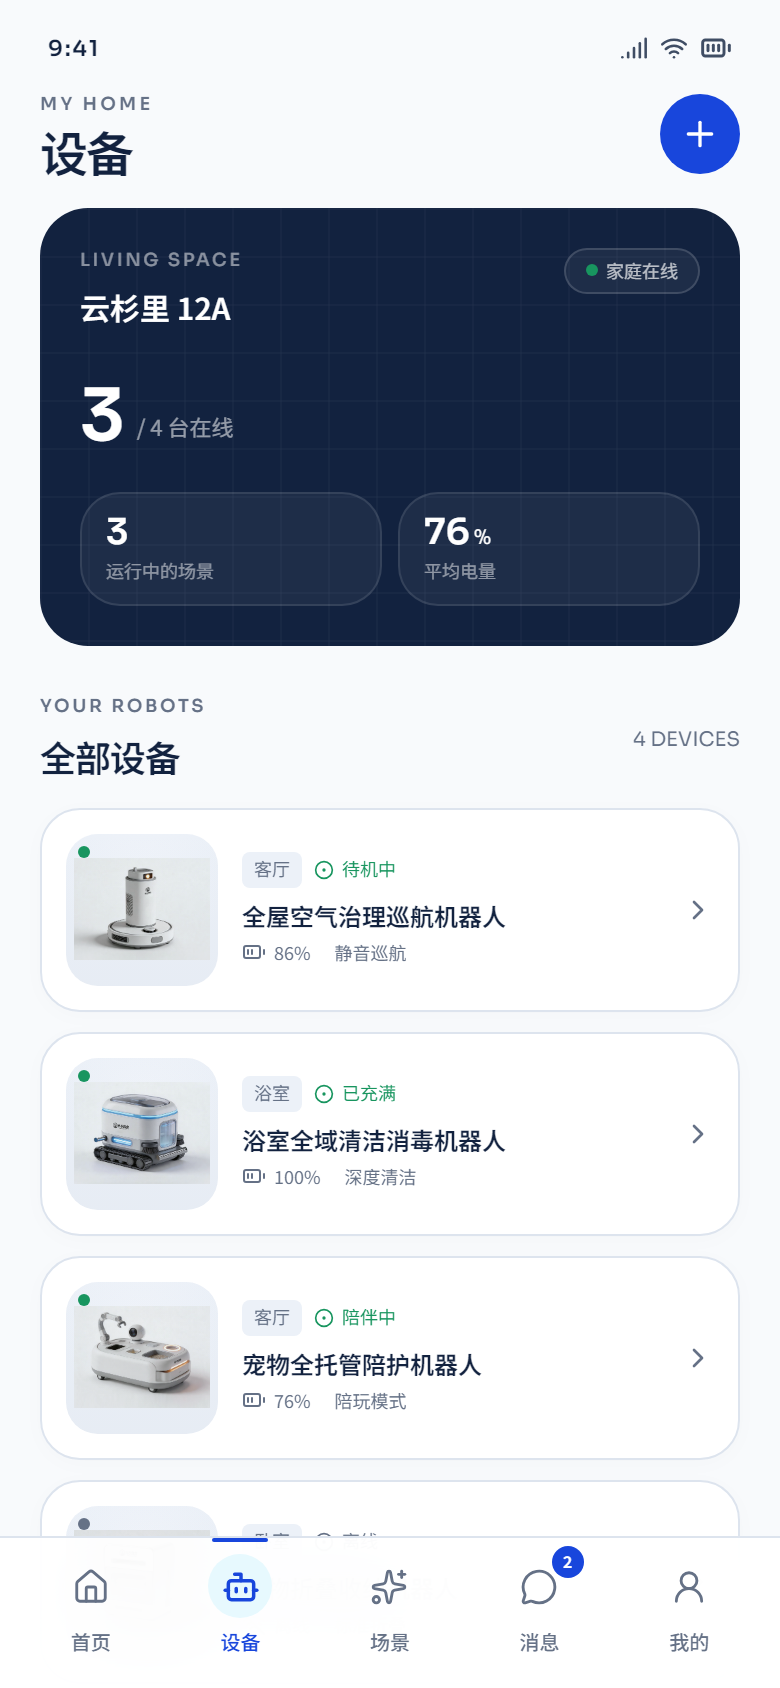 9:41
MY HOME
设备
LIVING SPACE
家庭在线
云杉里 12A
3 / 4 台在线
3
运行中的场景
76%
平均电量
YOUR ROBOTS
全部设备
4 DEVICES
客厅 待机中
全屋空气治理巡航机器人
86% 静音巡航
浴室 已充满
浴室全域清洁消毒机器人
100% 深度清洁
客厅 陪伴中
宠物全托管陪护机器人
76% 陪玩模式
2
首页 设备 场景 消息 我的